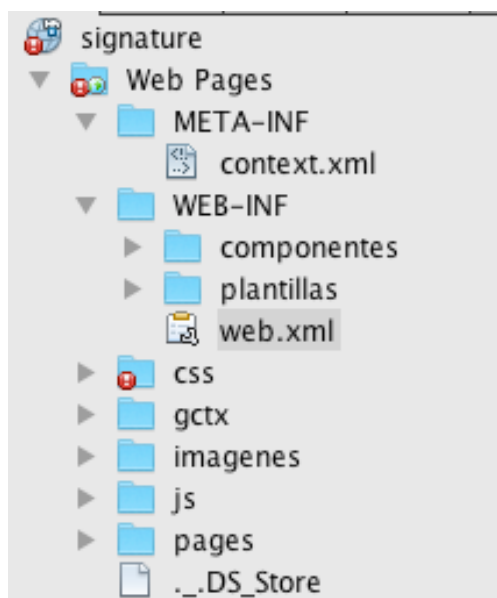 signature
Web Pages
META-INF
context.xml
WEB-INF
componentes
plantillas
web.xml
css
gctx
imagenes
js
pages
._.DS_Store